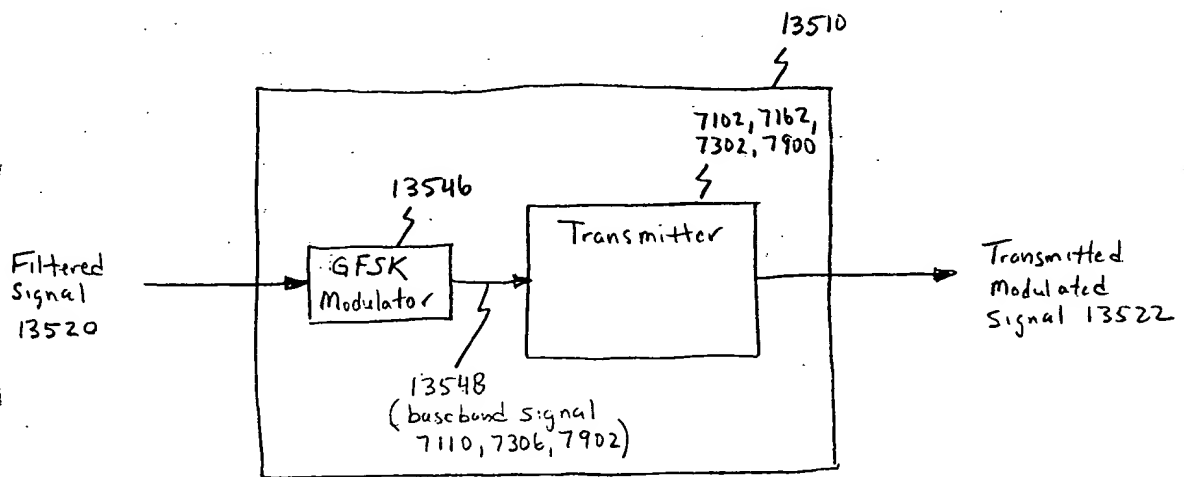 13510
7102, 7162,
7302, 7900
13546
Transmitter
Filtered
Signal
13520
GFSK
Modulator
Transmitted
Modulated
Signal 13522
13548
(baseband signal
7110, 7306, 7902)